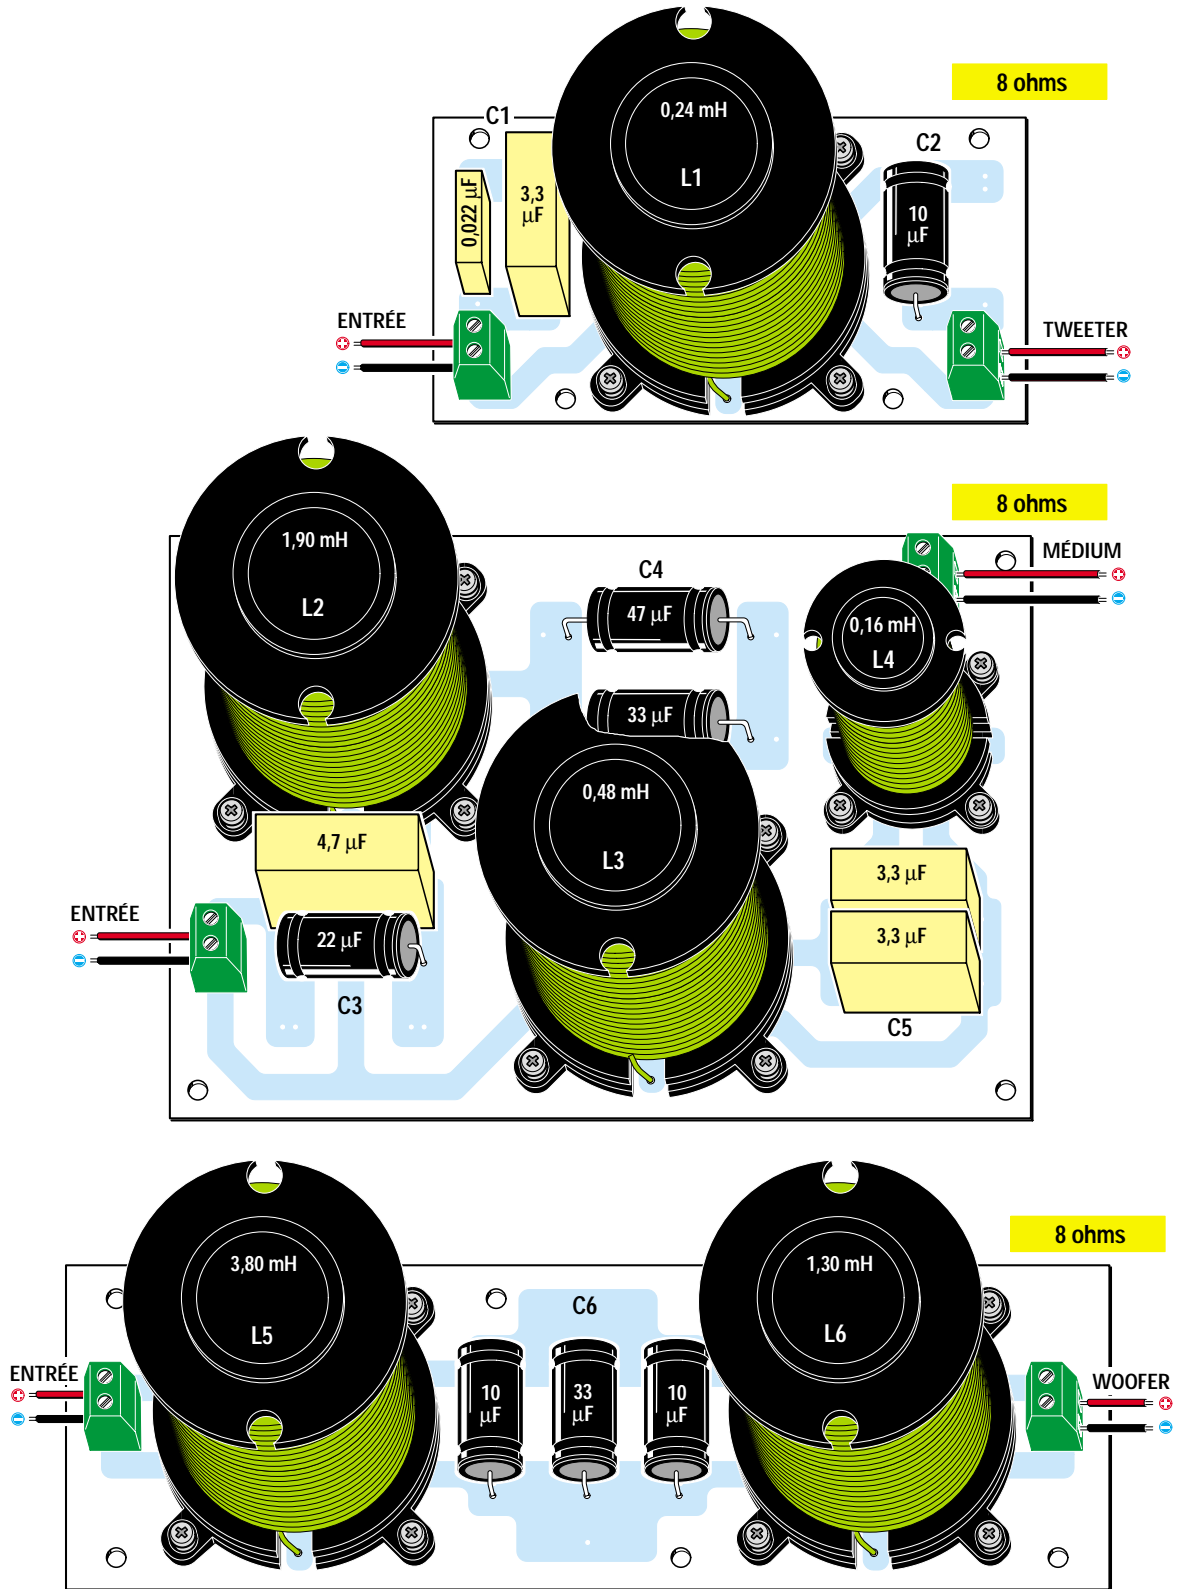 8 ohms
C1
0,24 mH
L1
C2
0,022 µF
3,3
µF
10
µF
ENTRÉE
TWEETER
8 ohms
1,90 mH
L2
C4
47 µF
MÉDIUM
0,16 mH
L4
33 µF
0,48 mH
L3
4,7 µF
3,3 µF
ENTRÉE
22 µF
3,3 µF
C3
C5
8 ohms
3,80 mH
L5
C6
1,30 mH
L6
ENTRÉE
10
µF
33
µF
10
µF
WOOFER